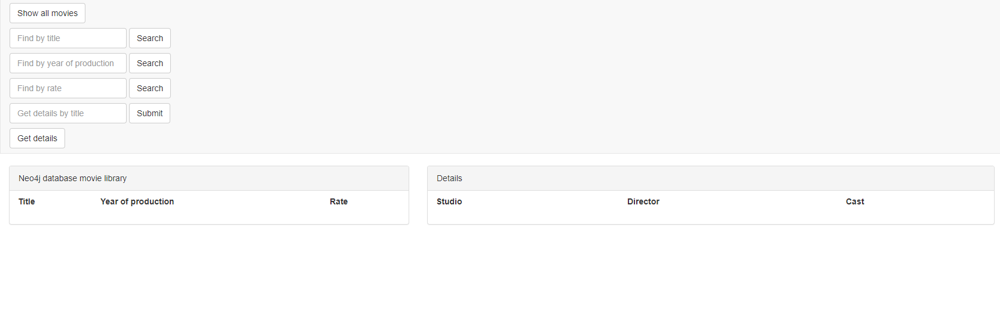 Show all movies
Find by title Search
Find by year of production Search
Find by rate Search
Get details by title Submit
Get details
Neo4j database movie library
Title Year of production Rate
Details
Studio Director Cast